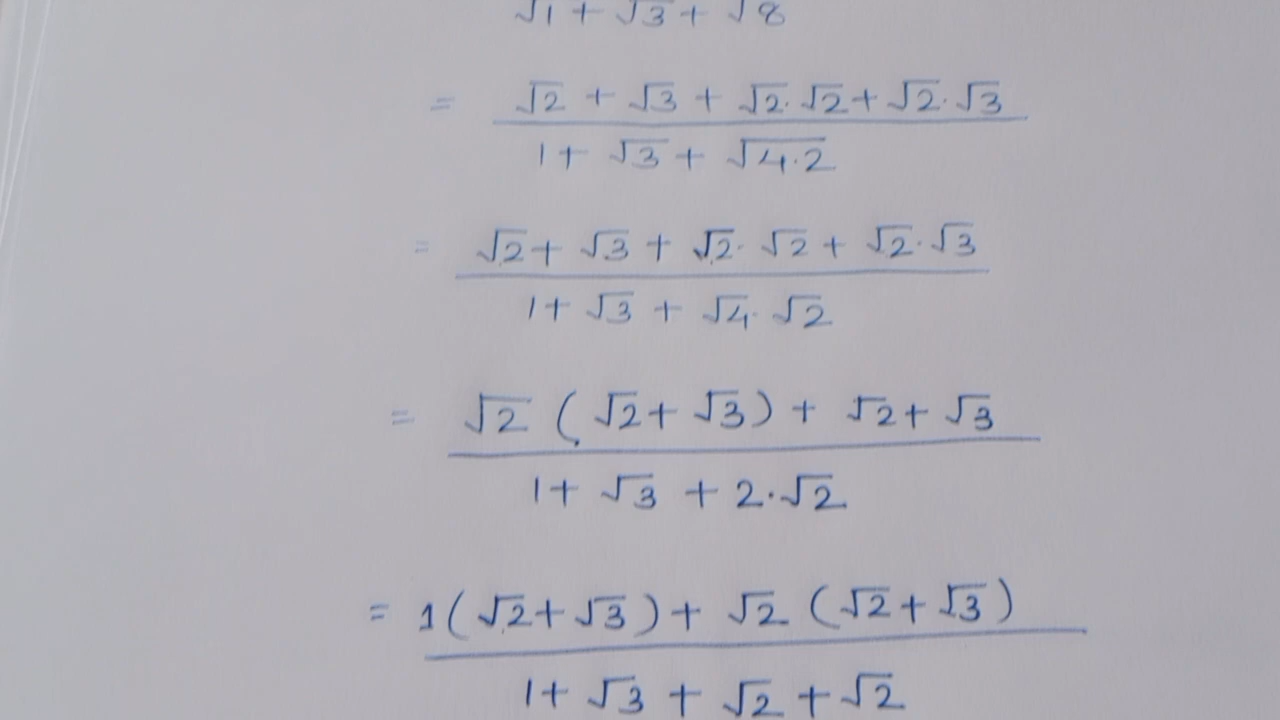 √1 + √3 + √8
= √2 + √3 + √2·√2 + √2·√3
1 + √3 + √4·2
= √2 + √3 + √2·√2 + √2·√3
1 + √3 + √4·√2
= √2 (√2 + √3) + √2 + √3
1 + √3 + 2·√2
= 1(√2 + √3) + √2 (√2 + √3)
1 + √3 + √2 + √2